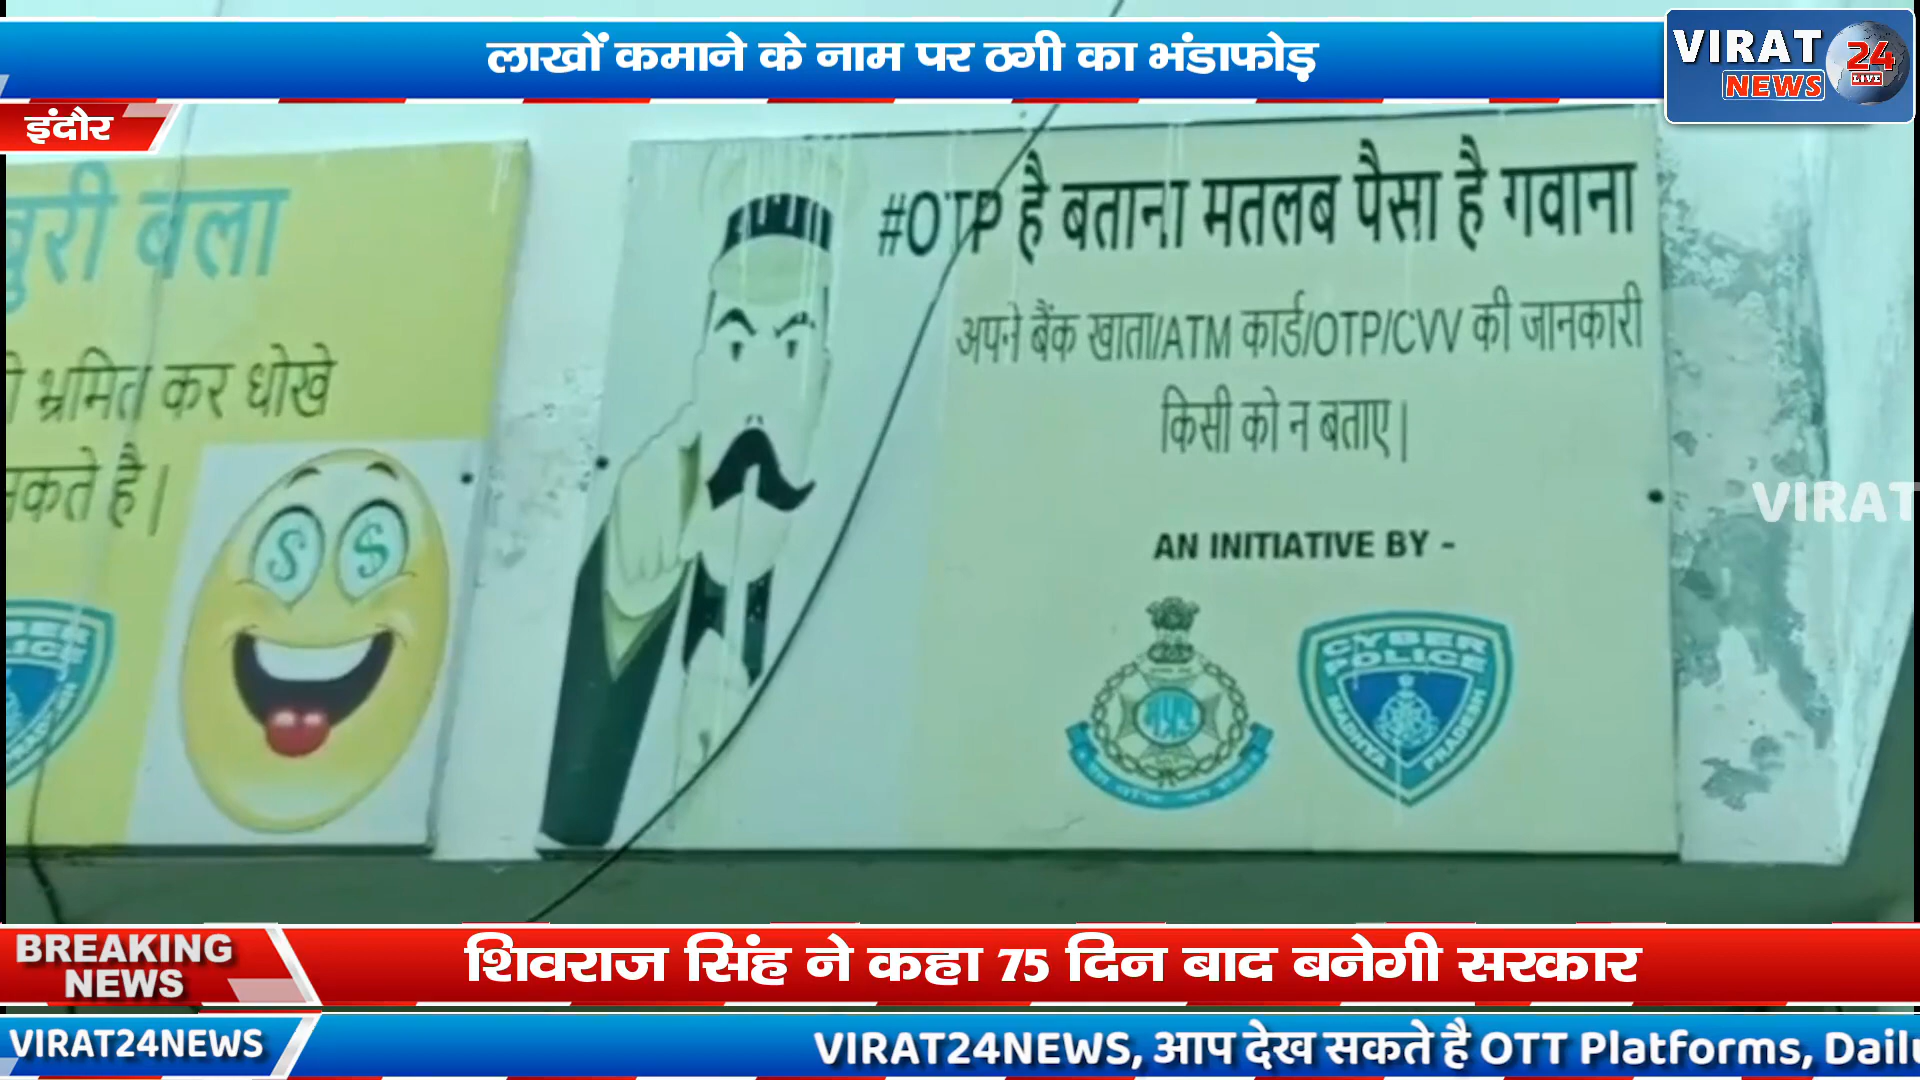 लाखों कमाने के नाम पर ठगी का भंडाफोड़
VIRAT
NEWS
24
LIVE
इंदौर
बुरी बला
भ्रमित कर धोखे
सकते है।
#OTP है बताना मतलब पैसा है गवाना
अपने बैंक खाता/ATM कार्ड/OTP/CVV की जानकारी
किसी को न बताए।
AN INITIATIVE BY -
CYBER
POLICE
MADHYA PRADESH
VIRAT
BREAKING
NEWS
शिवराज सिंह ने कहा 75 दिन बाद बनेगी सरकार
VIRAT24NEWS
VIRAT24NEWS, आप देख सकते है OTT Platforms, Daily